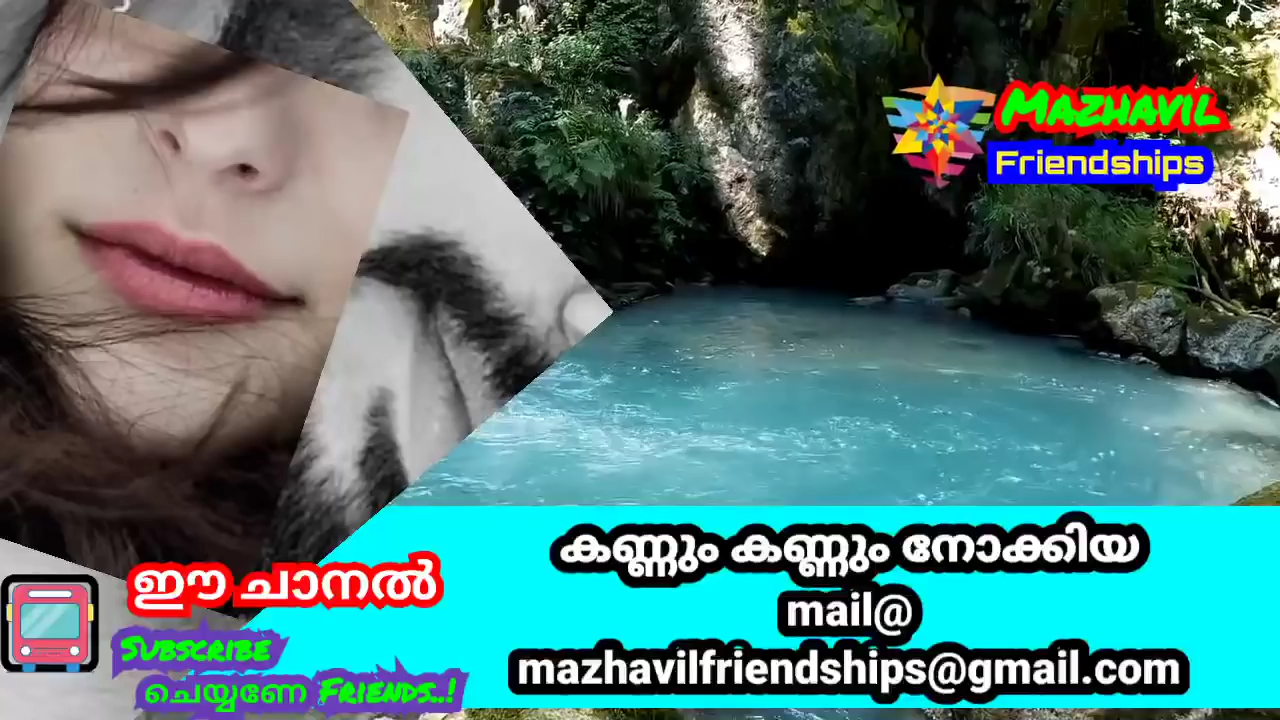 Mazhavil
Friendships
കണ്ണും കണ്ണും നോക്കിയ
mail@
mazhavilfriendships@gmail.com
ഈ ചാനൽ
Subscribe
ചെയ്യണേ Friends..!